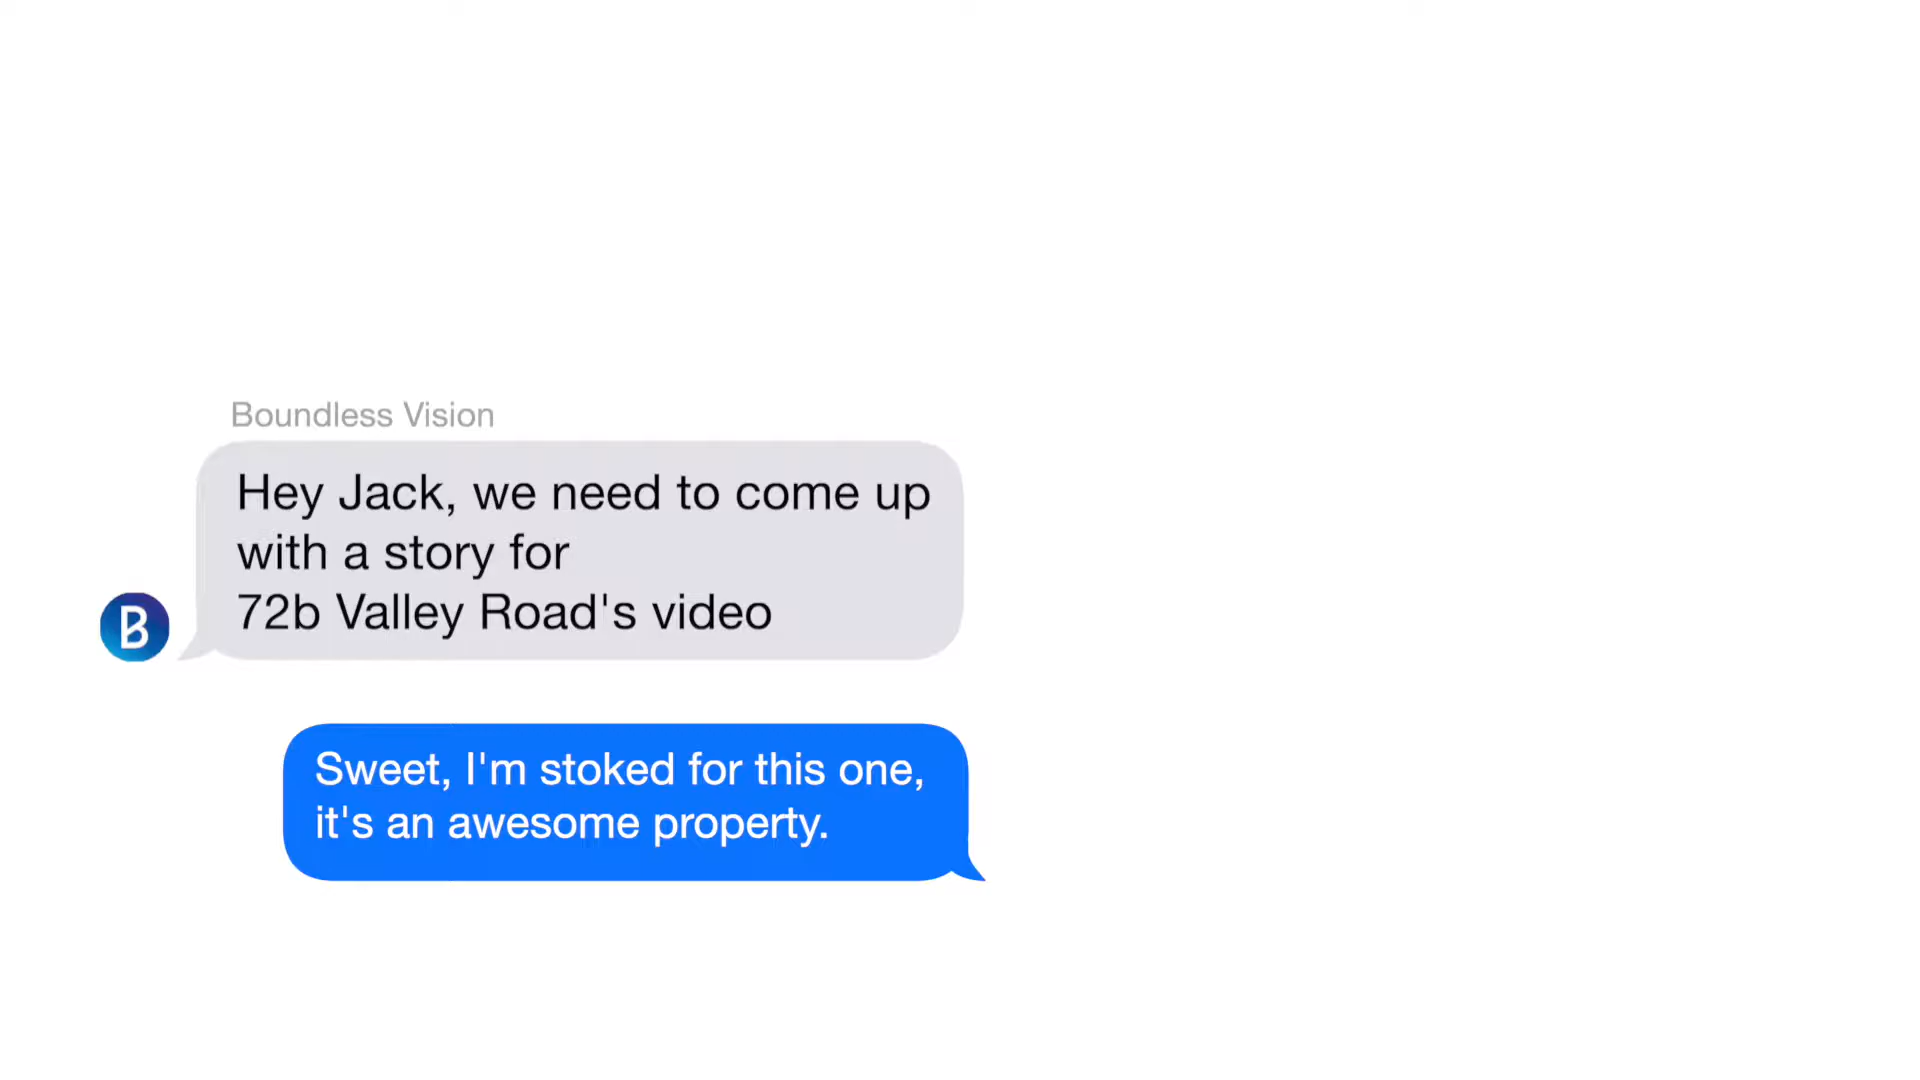 Boundless Vision
Hey Jack, we need to come up
with a story for
72b Valley Road's video
B
Sweet, I'm stoked for this one,
it's an awesome property.